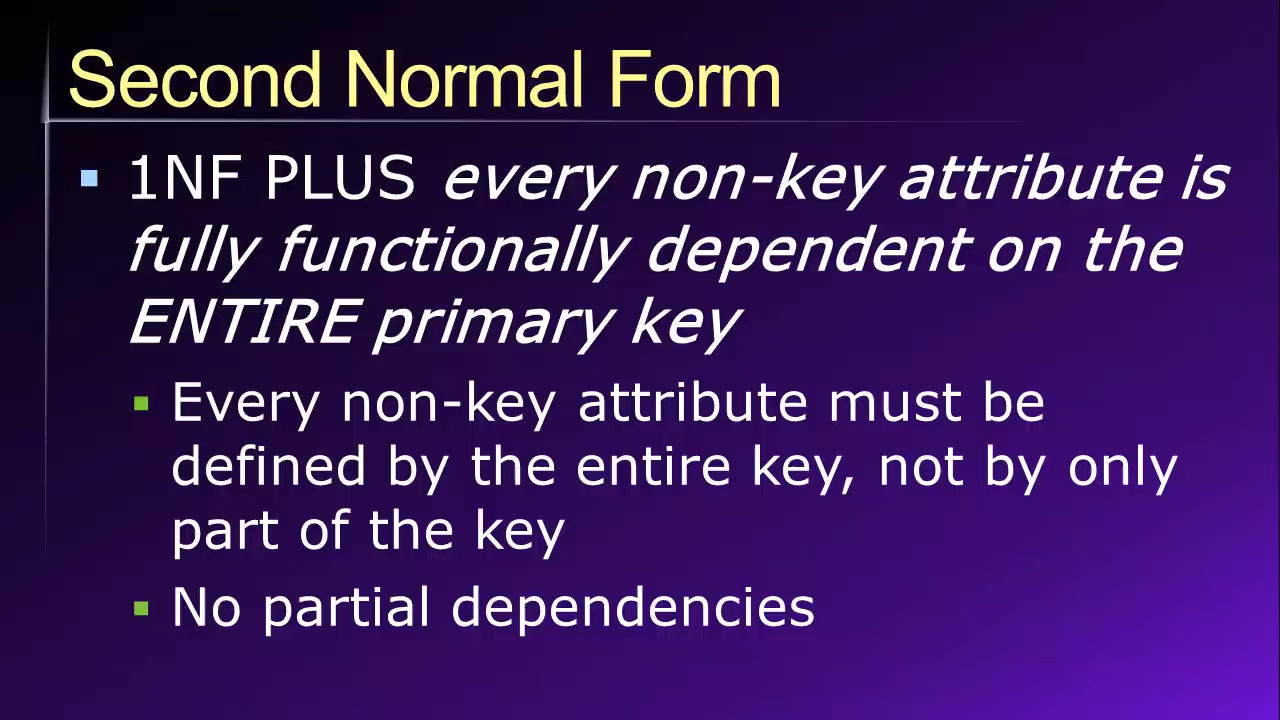 Second Normal Form
1NF PLUS every non-key attribute is
fully functionally dependent on the
ENTIRE primary key
Every non-key attribute must be
defined by the entire key, not by only
part of the key
No partial dependencies